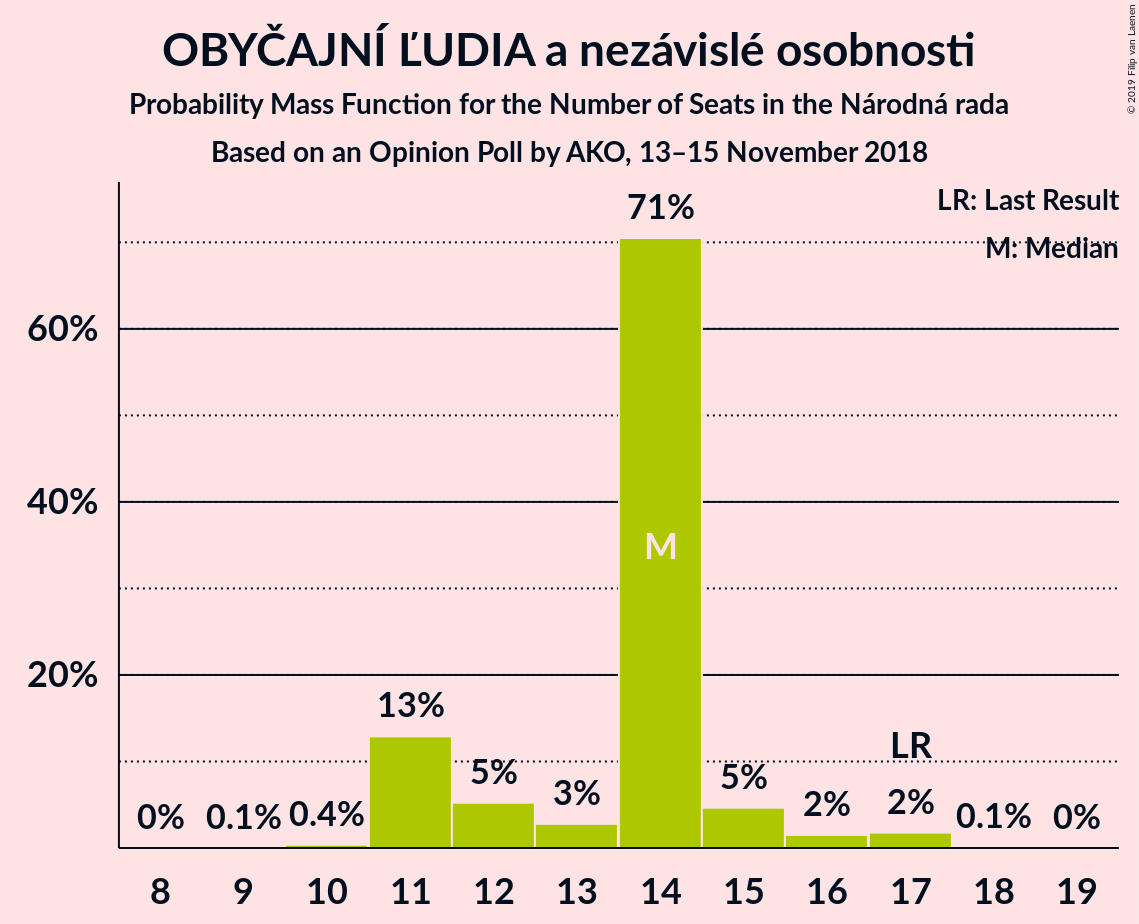 OBYČAJNÍ ĽUDIA a nezávislé osobnosti
Probability Mass Function for the Number of Seats in the Národná rada
Based on an Opinion Poll by AKO, 13–15 November 2018
© 2019 Filip van Laenen
LR: Last Result
M: Median
71%
60%
40%
M
20%
13%
LR
5%
5%
3%
2%
2%
0%
0.1%
0.4%
0.1%
0%
8 9 10 11 12 13 14 15 16 17 18 19